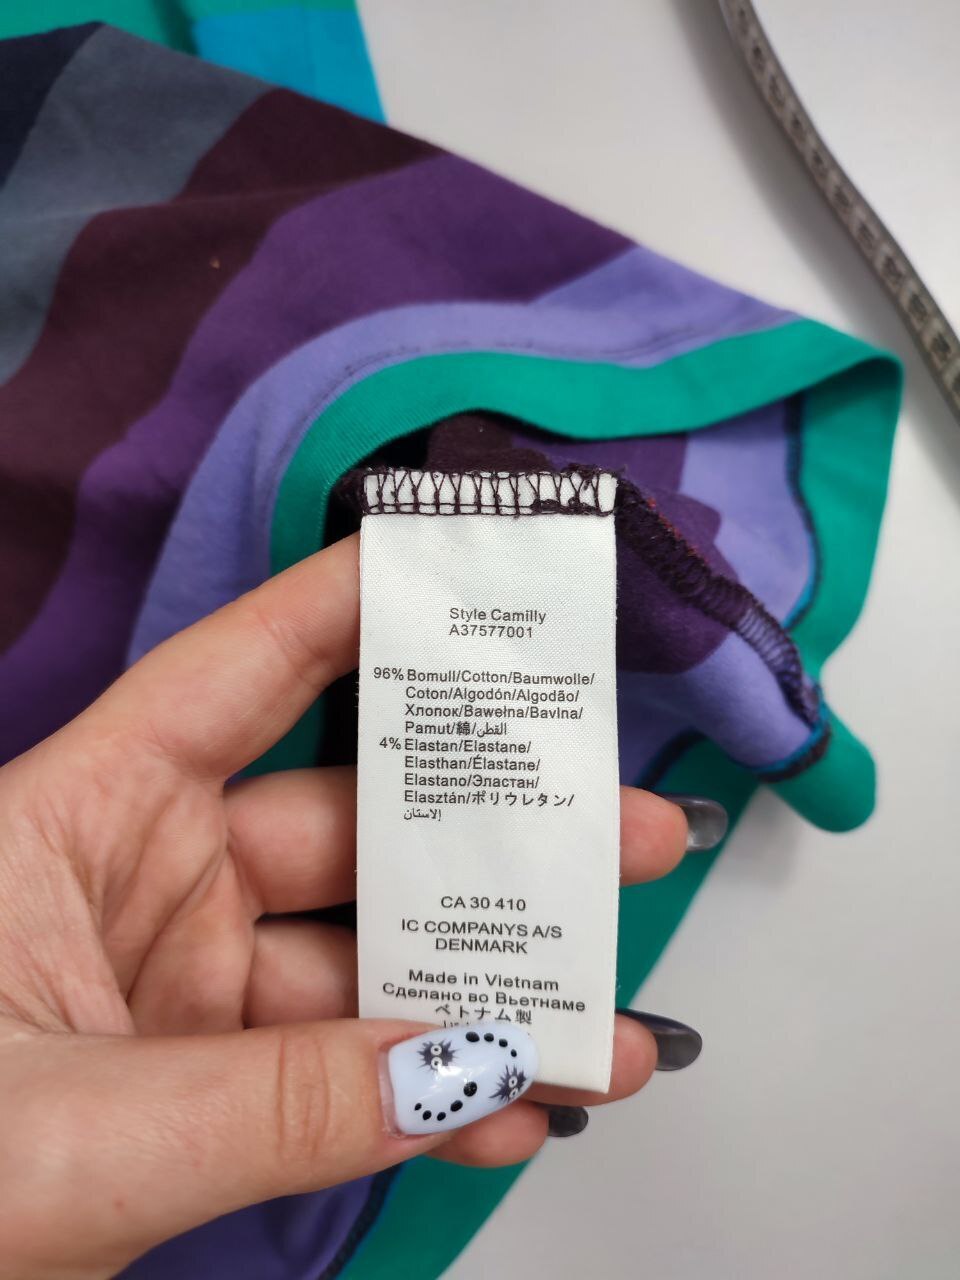 Style Camilly
A37577001
96% Bomull/Cotton/Baumwolle/
Coton/Algodón/Algodão/
Хлопок/Bawełna/Bavlna/
Pamut/綿/القطن
4% Elastan/Elastane/
Elasthan/Élastane/
Elastano/Эластан/
Elasztán/ポリウレタン/
إلاستان
CA 30 410
IC COMPANYS A/S
DENMARK
Made in Vietnam
Сделано во Вьетнаме
ベトナム製